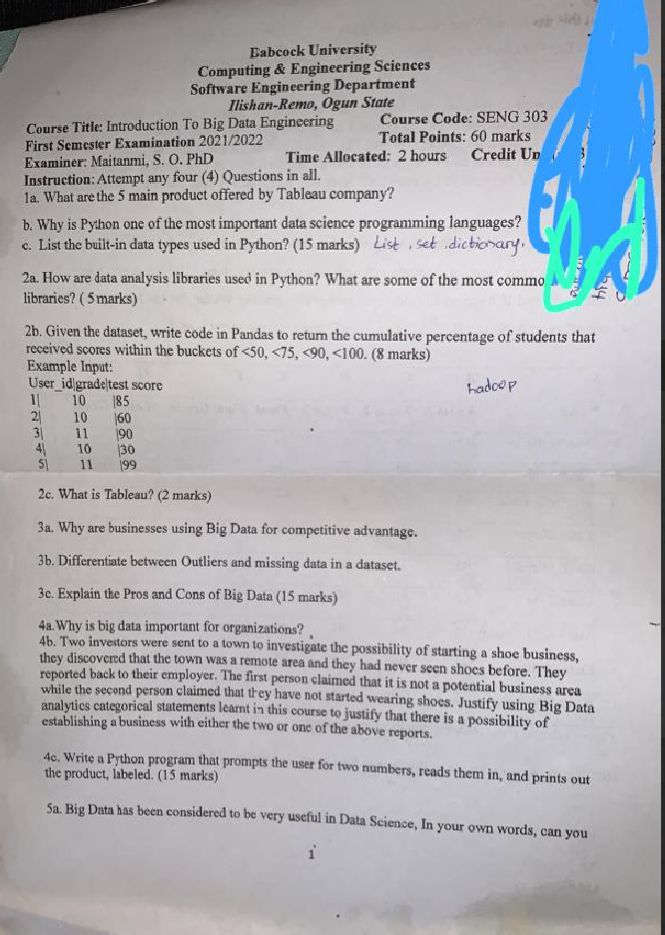 Babcock University
Computing & Engineering Sciences
Software Engineering Department
Ilishan-Remo, Ogun State
Course Title: Introduction To Big Data Engineering Course Code: SENG 303
First Semester Examination 2021/2022 Total Points: 60 marks
Examiner: Maitanmi, S. O. PhD Time Allocated: 2 hours Credit Un 3
Instruction: Attempt any four (4) Questions in all.
1a. What are the 5 main product offered by Tableau company?
b. Why is Python one of the most important data science programming languages?
c. List the built-in data types used in Python? (15 marks) List, set, dictionary.
2a. How are data analysis libraries used in Python? What are some of the most commo
libraries? ( 5 marks)
2b. Given the dataset, write code in Pandas to return the cumulative percentage of students that
received scores within the buckets of <50, <75, <90, <100. (8 marks)
Example Input:
User_id|grade|test score
hadoop
1| 10 |85
2| 10 |60
3| 11 |90
4| 10 |30
5| 11 |99
2c. What is Tableau? (2 marks)
3a. Why are businesses using Big Data for competitive advantage.
3b. Differentiate between Outliers and missing data in a dataset.
3c. Explain the Pros and Cons of Big Data (15 marks)
4a. Why is big data important for organizations?
4b. Two investors were sent to a town to investigate the possibility of starting a shoe business,
they discovered that the town was a remote area and they had never seen shoes before. They
reported back to their employer. The first person claimed that it is not a potential business area
while the second person claimed that they have not started wearing shoes. Justify using Big Data
analytics categorical statements learnt in this course to justify that there is a possibility of
establishing a business with either the two or one of the above reports.
4c. Write a Python program that prompts the user for two numbers, reads them in, and prints out
the product, labeled. (15 marks)
5a. Big Data has been considered to be very useful in Data Science, In your own words, can you
1